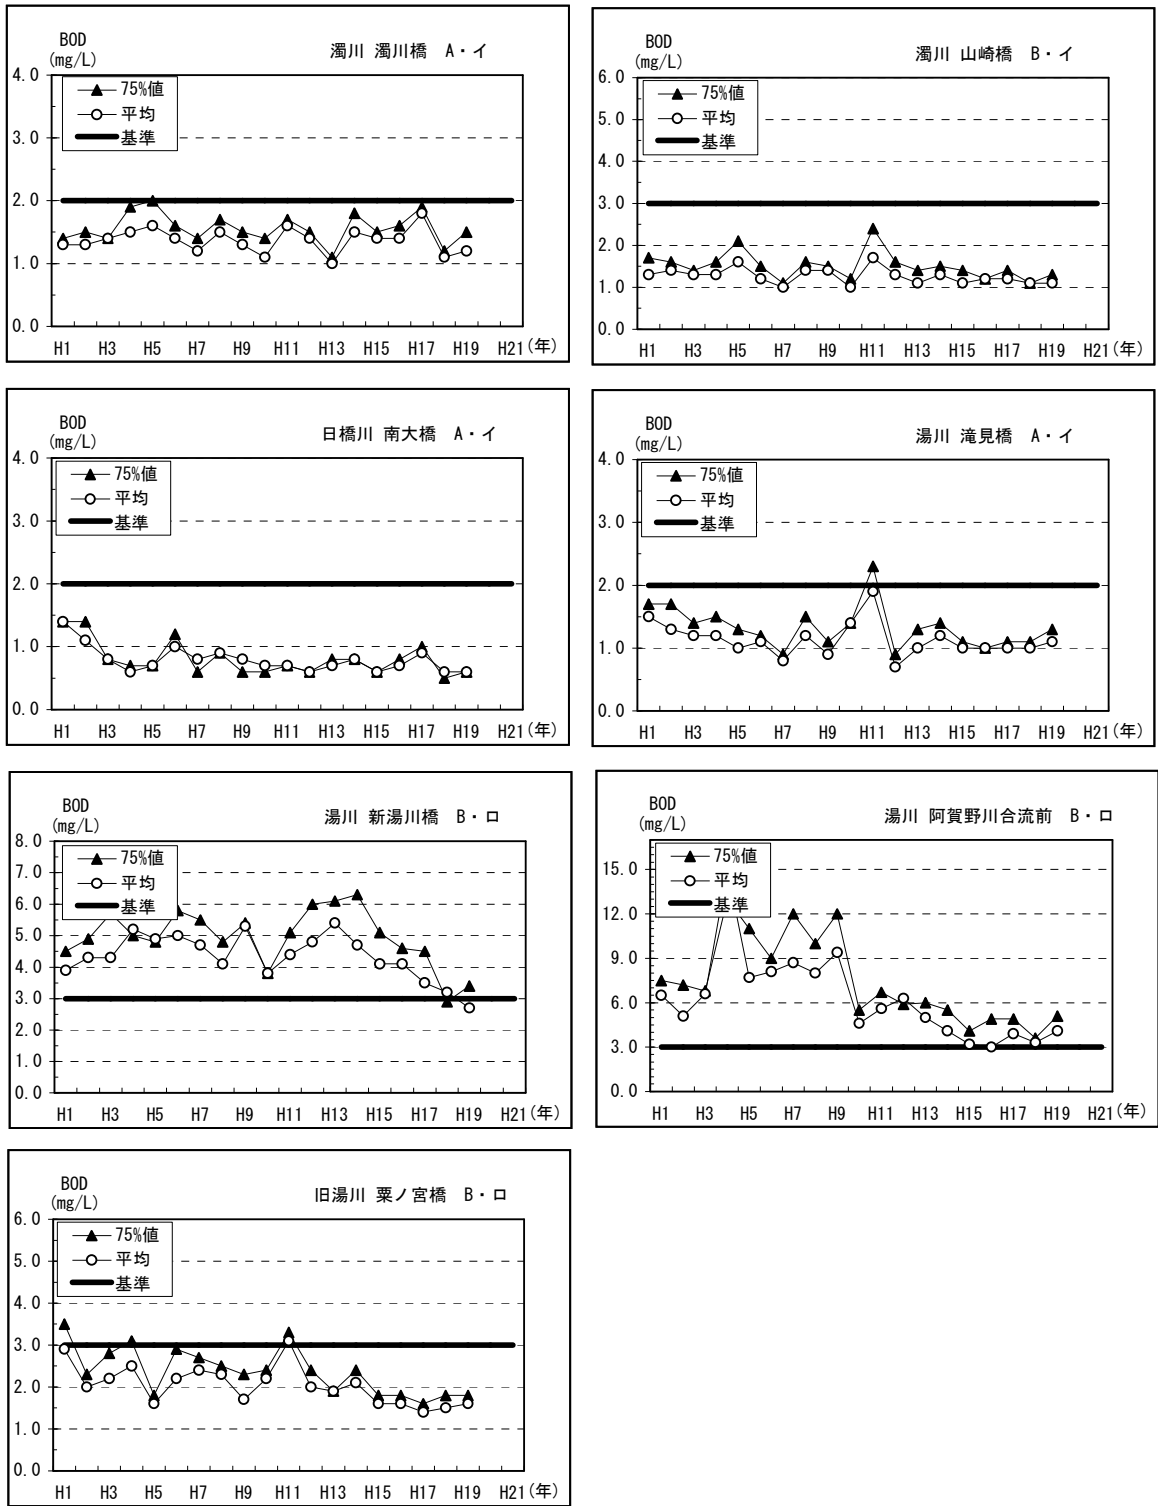 BOD
(mg/L)
濁川 濁川橋 A・イ
4.0
3.0
2.0
1.0
0.0
75%値
平均
基準
H1 H3 H5 H7 H9 H11 H13 H15 H17 H19 H21(年)
BOD
(mg/L)
濁川 山崎橋 B・イ
6.0
5.0
4.0
3.0
2.0
1.0
0.0
75%値
平均
基準
H1 H3 H5 H7 H9 H11 H13 H15 H17 H19 H21(年)
BOD
(mg/L)
日橋川 南大橋 A・イ
4.0
3.0
2.0
1.0
0.0
75%値
平均
基準
H1 H3 H5 H7 H9 H11 H13 H15 H17 H19 H21(年)
BOD
(mg/L)
湯川 滝見橋 A・イ
4.0
3.0
2.0
1.0
0.0
75%値
平均
基準
H1 H3 H5 H7 H9 H11 H13 H15 H17 H19 H21(年)
BOD
(mg/L)
湯川 新湯川橋 B・ロ
8.0
7.0
6.0
5.0
4.0
3.0
2.0
1.0
0.0
75%値
平均
基準
H1 H3 H5 H7 H9 H11 H13 H15 H17 H19 H21(年)
BOD
(mg/L)
湯川 阿賀野川合流前 B・ロ
15.0
12.0
9.0
6.0
3.0
0.0
75%値
平均
基準
H1 H3 H5 H7 H9 H11 H13 H15 H17 H19 H21(年)
BOD
(mg/L)
旧湯川 粟ノ宮橋 B・ロ
6.0
5.0
4.0
3.0
2.0
1.0
0.0
75%値
平均
基準
H1 H3 H5 H7 H9 H11 H13 H15 H17 H19 H21(年)